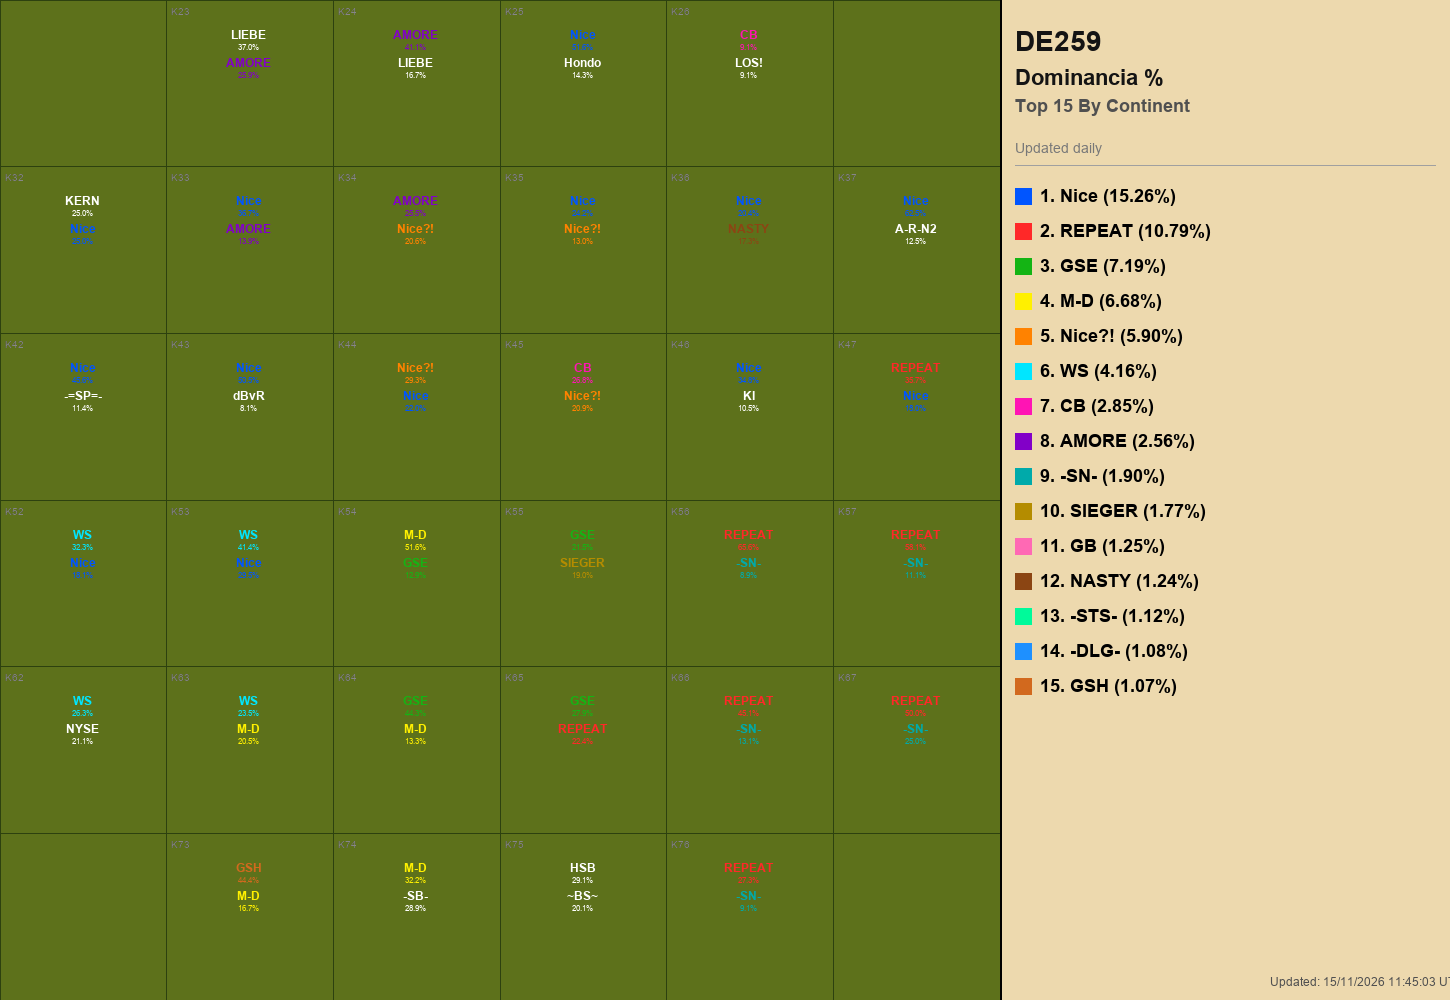 K23
LIEBE
37.0%
AMORE
25.9%
K24
AMORE
41.1%
LIEBE
16.7%
K25
Nice
Hondo
14.3%
K26
CB
LOS!
9.1%
K32
KERN
25.0%
Nice
K33
Nice
AMORE
13.9%
K34
AMORE
Nice?!
20.6%
K35
Nice
Nice?!
13.0%
K36
Nice
NASTY
K37
Nice
A-R-N2
12.5%
K42
Nice
-=SP=-
11.4%
K43
Nice
dBvR
8.1%
K44
Nice?!
29.3%
Nice
K45
CB
Nice?!
20.9%
K46
Nice
KI
10.5%
K47
REPEAT
Nice
K52
WS
32.3%
Nice
K53
WS
41.4%
Nice
K54
M-D
51.6%
GSE
K55
GSE
SIEGER
19.0%
K56
REPEAT
-SN-
K57
REPEAT
-SN-
11.1%
K62
WS
26.3%
NYSE
21.1%
K63
WS
M-D
20.5%
K64
GSE
M-D
13.3%
K65
GSE
REPEAT
K66
REPEAT
-SN-
K67
REPEAT
-SN-
K73
GSH
44.4%
M-D
16.7%
K74
M-D
32.2%
-SB-
28.9%
K75
HSB
29.1%
~BS~
20.1%
K76
REPEAT
-SN-
DE259
Dominancia %
Top 15 By Continent
Updated daily
1. Nice (15.26%)
2. REPEAT (10.79%)
3. GSE (7.19%)
4. M-D (6.68%)
5. Nice?! (5.90%)
6. WS (4.16%)
7. CB (2.85%)
8. AMORE (2.56%)
9. -SN- (1.90%)
10. SIEGER (1.77%)
11. GB (1.25%)
12. NASTY (1.24%)
13. -STS- (1.12%)
14. -DLG- (1.08%)
15. GSH (1.07%)
Updated: 15/11/2026 11:45:03